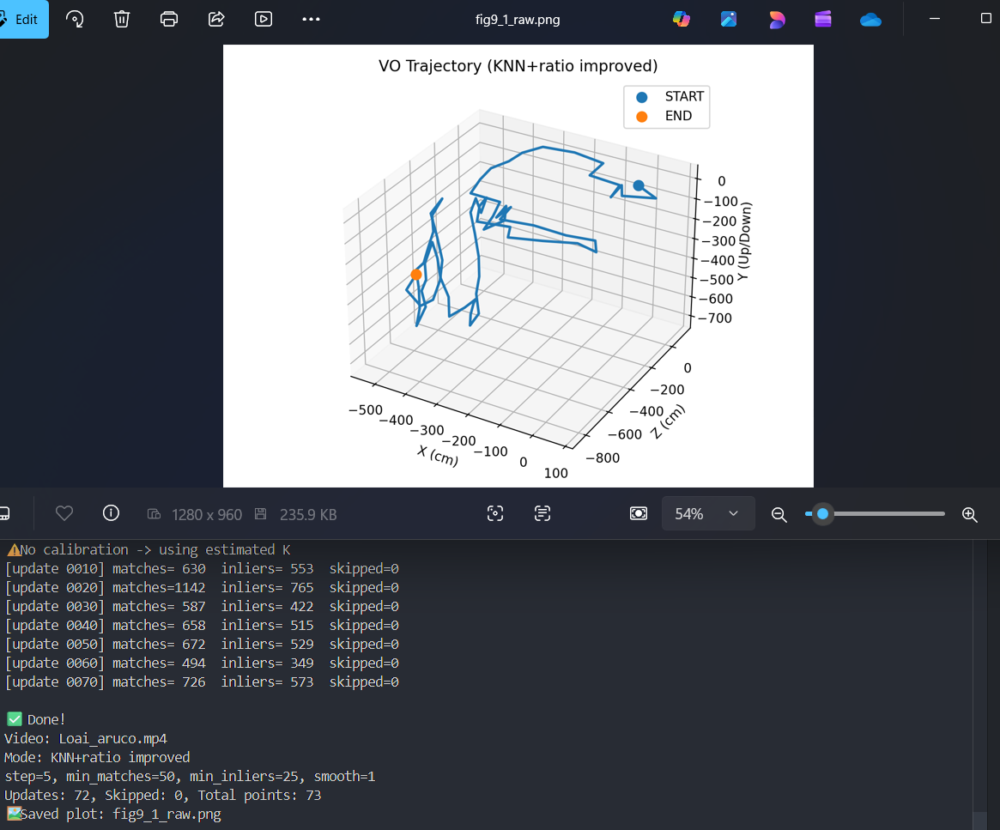 Edit
fig9_1_raw.png
VO Trajectory (KNN+ratio improved)
START
END
0
−100
−200
−300
−400
−500
−600
−700
Y (Up/Down)
0
−200
−400
−600
−800
Z (cm)
−500
−400
−300
−200
−100
0
100
X (cm)
1280 x 960
235.9 KB
54%
⚠No calibration -> using estimated K
[update 0010] matches= 630  inliers= 553  skipped=0
[update 0020] matches=1142  inliers= 765  skipped=0
[update 0030] matches= 587  inliers= 422  skipped=0
[update 0040] matches= 658  inliers= 515  skipped=0
[update 0050] matches= 672  inliers= 529  skipped=0
[update 0060] matches= 494  inliers= 349  skipped=0
[update 0070] matches= 726  inliers= 573  skipped=0
✅ Done!
Video: Loai_aruco.mp4
Mode: KNN+ratio improved
step=5, min_matches=50, min_inliers=25, smooth=1
Updates: 72, Skipped: 0, Total points: 73
🖼Saved plot: fig9_1_raw.png